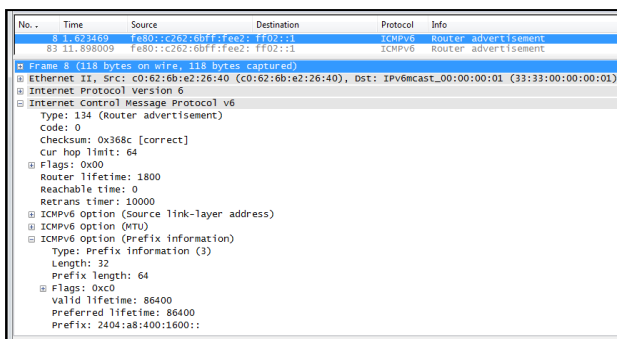 No. . Time Source Destination Protocol Info
8 1.623469 fe80::c262:6bff:fee2: ff02::1 ICMPv6 Router advertisement
83 11.898009 fe80::c262:6bff:fee2: ff02::1 ICMPv6 Router advertisement
Frame 8 (118 bytes on wire, 118 bytes captured)
Ethernet II, Src: c0:62:6b:e2:26:40 (c0:62:6b:e2:26:40), Dst: IPv6mcast_00:00:00:01 (33:33:00:00:00:01)
Internet Protocol Version 6
Internet Control Message Protocol v6
Type: 134 (Router advertisement)
Code: 0
Checksum: 0x368c [correct]
Cur hop limit: 64
Flags: 0x00
Router lifetime: 1800
Reachable time: 0
Retrans timer: 10000
ICMPv6 Option (Source link-layer address)
ICMPv6 Option (MTU)
ICMPv6 Option (Prefix information)
Type: Prefix information (3)
Length: 32
Prefix length: 64
Flags: 0xc0
Valid lifetime: 86400
Preferred lifetime: 86400
Prefix: 2404:a8:400:1600::